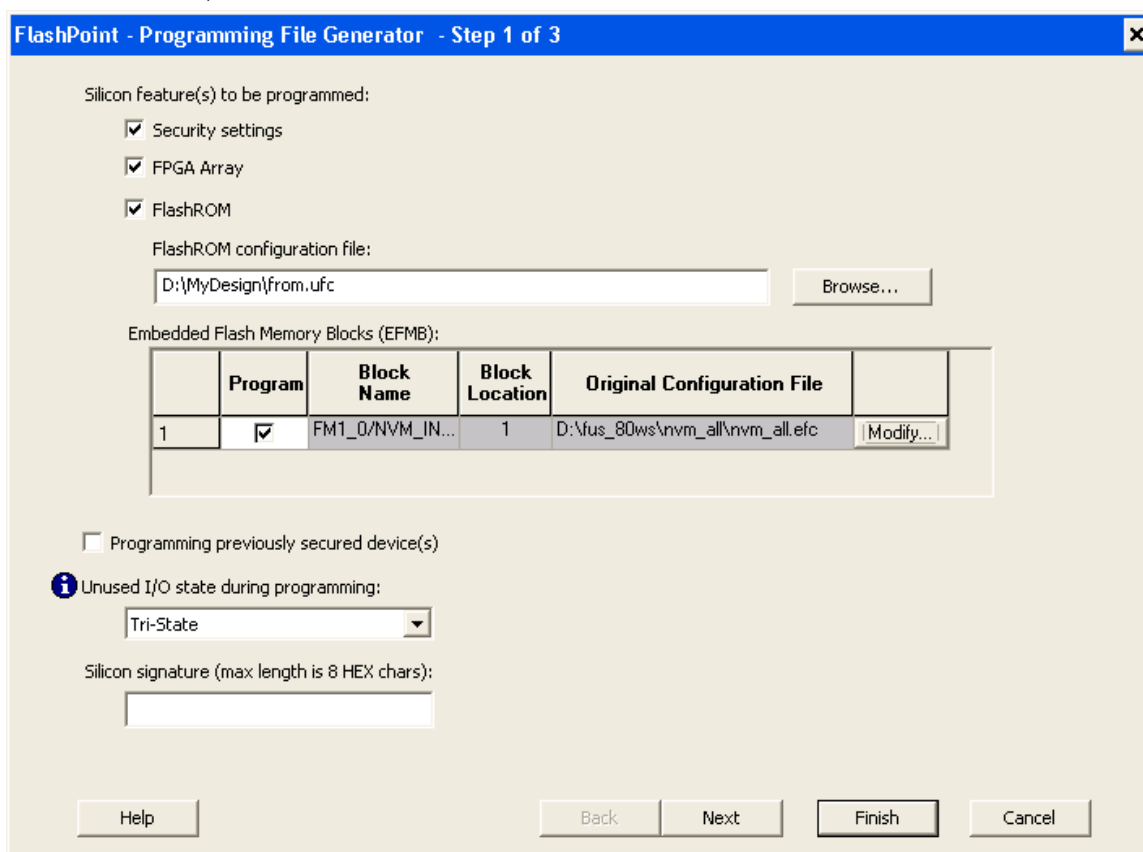 FlashPoint - Programming File Generator - Step 1 of 3
Silicon feature(s) to be programmed:
Security settings
FPGA Array
FlashROM
FlashROM configuration file:
D:\MyDesign\from.ufc
Browse...
Embedded Flash Memory Blocks (EFMB):
Program Block Name Block Location Original Configuration File
1 FM1_0/NVM_IN... 1 D:\fus_80ws\nvm_all\nvm_all.efc Modify...
Programming previously secured device(s)
Unused I/O state during programming:
Tri-State
Silicon signature (max length is 8 HEX chars):
Help Back Next Finish Cancel